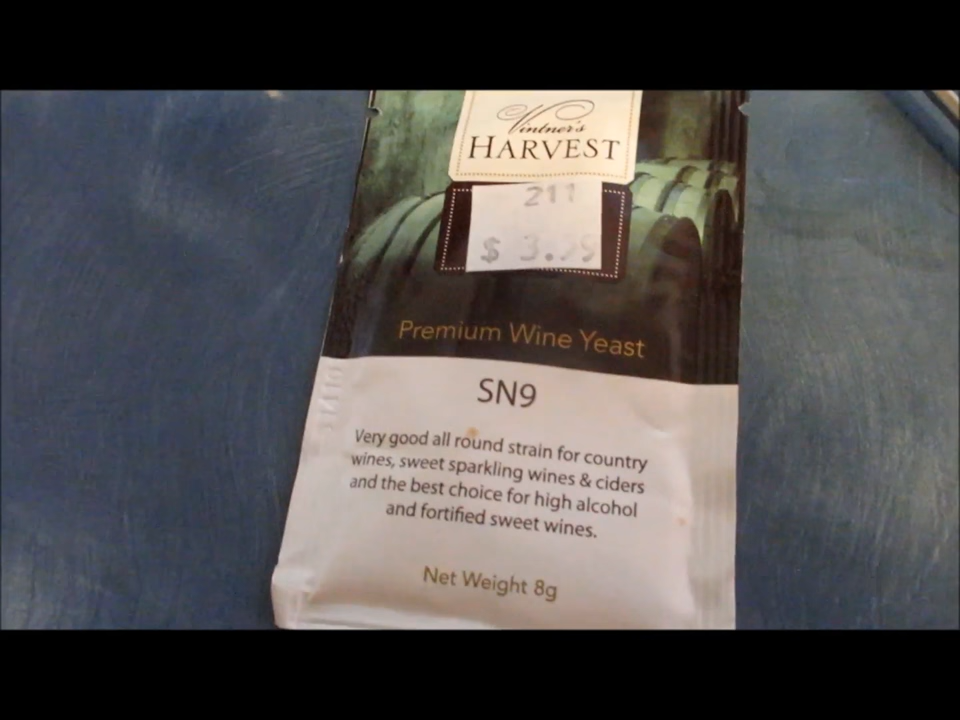 Vintner's
HARVEST
211
$ 3.99
Premium Wine Yeast
SN9
Very good all round strain for country
wines, sweet sparkling wines & ciders
and the best choice for high alcohol
and fortified sweet wines.
Net Weight 8g